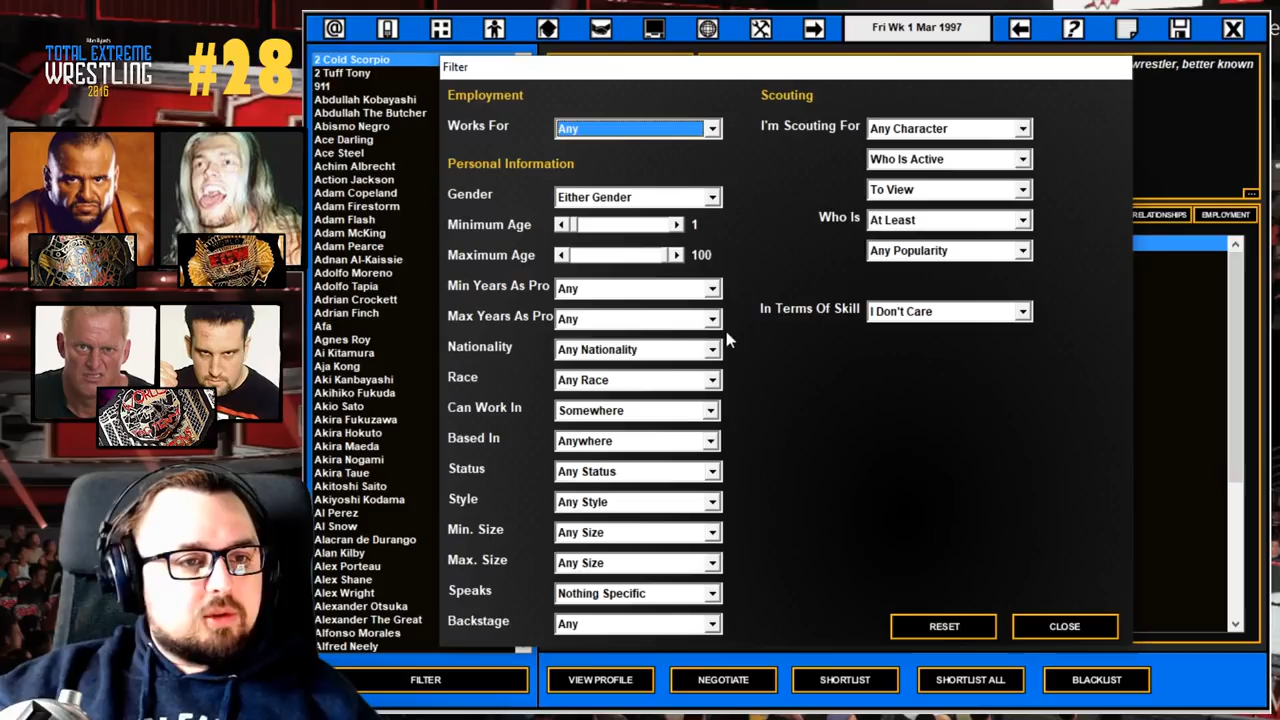 Adam Ryland's
TOTAL EXTREME
WRESTLING
2016
#28
Fri Wk 1 Mar 1997
2 Cold Scorpio
2 Tuff Tony
911
Abdullah Kobayashi
Abdullah The Butcher
Abismo Negro
Ace Darling
Ace Steel
Achim Albrecht
Action Jackson
Adam Copeland
Adam Firestorm
Adam Flash
Adam McKing
Adam Pearce
Adnan Al-Kaissie
Adolfo Moreno
Adolfo Tapia
Adrian Crockett
Adrian Finch
Afa
Agnes Roy
Ai Kitamura
Aja Kong
Aki Kanbayashi
Akihiko Fukuda
Akio Sato
Akira Fukuzawa
Akira Hokuto
Akira Maeda
Akira Nogami
Akira Taue
Akitoshi Saito
Akiyoshi Kodama
Al Perez
Al Snow
Alacran de Durango
Alan Kilby
Alex Porteau
Alex Shane
Alex Wright
Alexander Otsuka
Alexander The Great
Alfonso Morales
Alfred Neely
FILTER
Filter
wrestler, better known
Employment
Works For Any
Personal Information
Gender Either Gender
Minimum Age 1
Maximum Age 100
Min Years As Pro Any
Max Years As Pro Any
Nationality Any Nationality
Race Any Race
Can Work In Somewhere
Based In Anywhere
Status Any Status
Style Any Style
Min. Size Any Size
Max. Size Any Size
Speaks Nothing Specific
Backstage Any
Scouting
I'm Scouting For Any Character
Who Is Active
To View
Who Is At Least
Any Popularity
In Terms Of Skill I Don't Care
RESET
CLOSE
...
RELATIONSHIPS
EMPLOYMENT
VIEW PROFILE
NEGOTIATE
SHORTLIST
SHORTLIST ALL
BLACKLIST